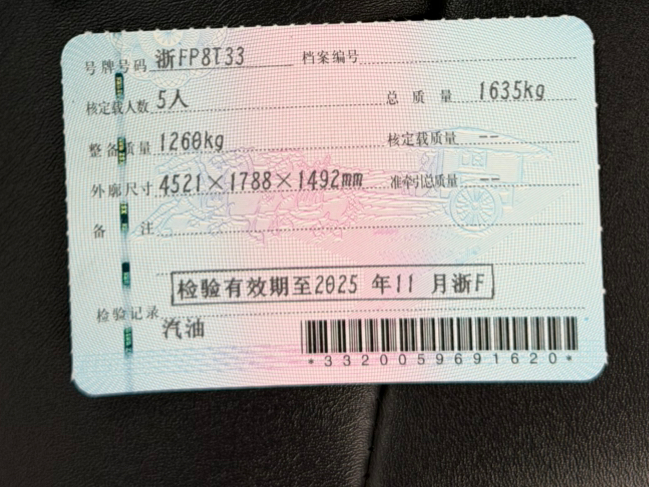 号牌号码 浙FP8T33 档案编号
核定载人数 5人 总质量 1635kg
整备质量 1260kg 核定载质量 --
外廓尺寸 4521×1788×1492mm 准牵引总质量 --
备注
检验有效期至2025 年11 月浙F
检验记录
汽油
*3320059691620*